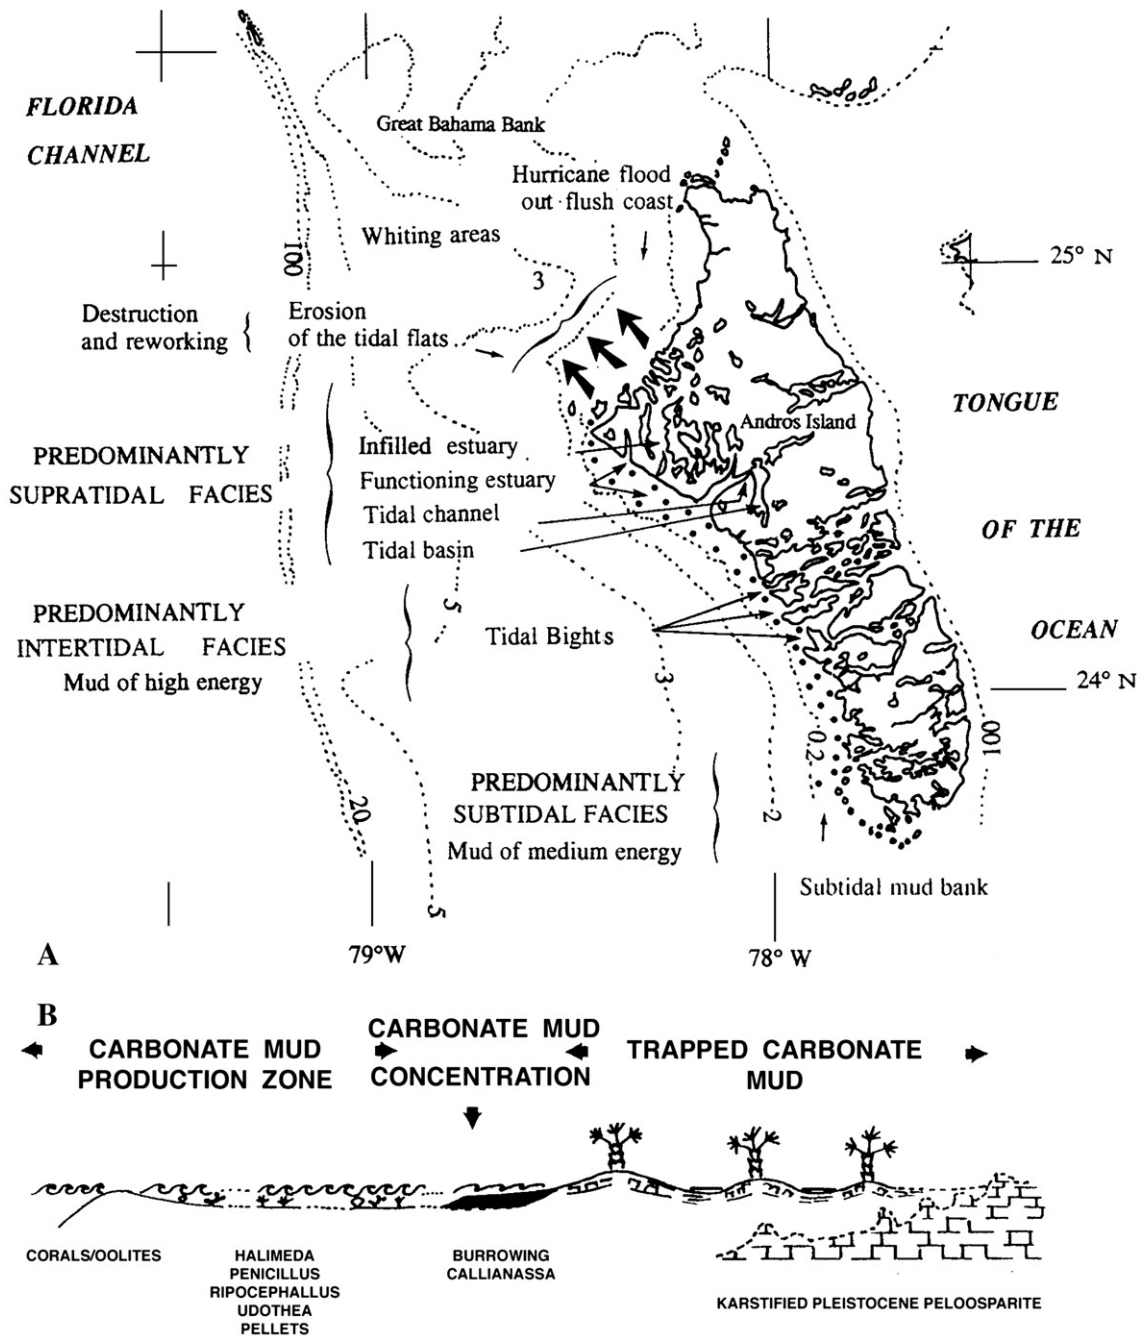 FLORIDA
CHANNEL
Great Bahama Bank
Hurricane flood
out flush coast
Whiting areas
100
3
25° N
Destruction
and reworking
Erosion
of the tidal flats
TONGUE
OF THE
OCEAN
Andros Island
PREDOMINANTLY
SUPRATIDAL FACIES
Infilled estuary
Functioning estuary
Tidal channel
Tidal basin
5
PREDOMINANTLY
INTERTIDAL FACIES
Mud of high energy
Tidal Bights
3
24° N
0.2
100
20
2
5
PREDOMINANTLY
SUBTIDAL FACIES
Mud of medium energy
Subtidal mud bank
A
79°W
78° W
B
CARBONATE MUD
PRODUCTION ZONE
CARBONATE MUD
CONCENTRATION
TRAPPED CARBONATE
MUD
CORALS/OOLITES
HALIMEDA
PENICILLUS
RIPOCEPHALLUS
UDOTHEA
PELLETS
BURROWING
CALLIANASSA
KARSTIFIED PLEISTOCENE PELOOSPARITE